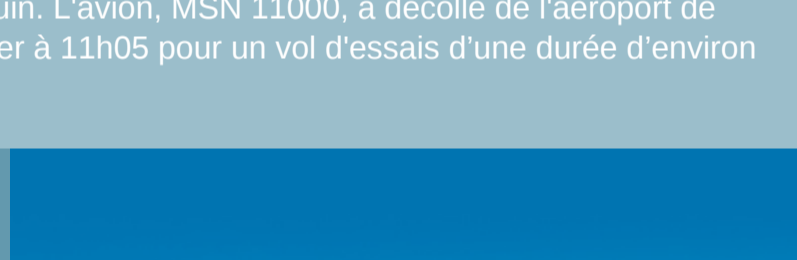 uin. L'avion, MSN 11000, a décollé de l'aéroport de
er à 11h05 pour un vol d'essais d’une durée d’environ